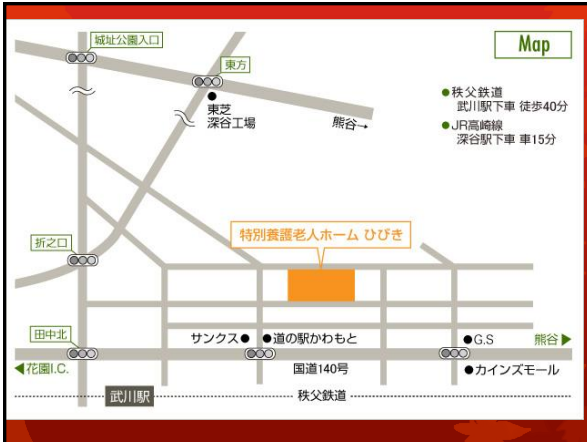 城址公園入口
東方
Map
●秩父鉄道
武川駅下車 徒歩40分
●JR高崎線
深谷駅下車 車15分
東芝
深谷工場
熊谷→
特別養護老人ホーム ひびき
折之口
田中北
サンクス●
●道の駅かわもと
●G.S
熊谷▶
◀花園I.C.
国道140号
●カインズモール
武川駅
秩父鉄道